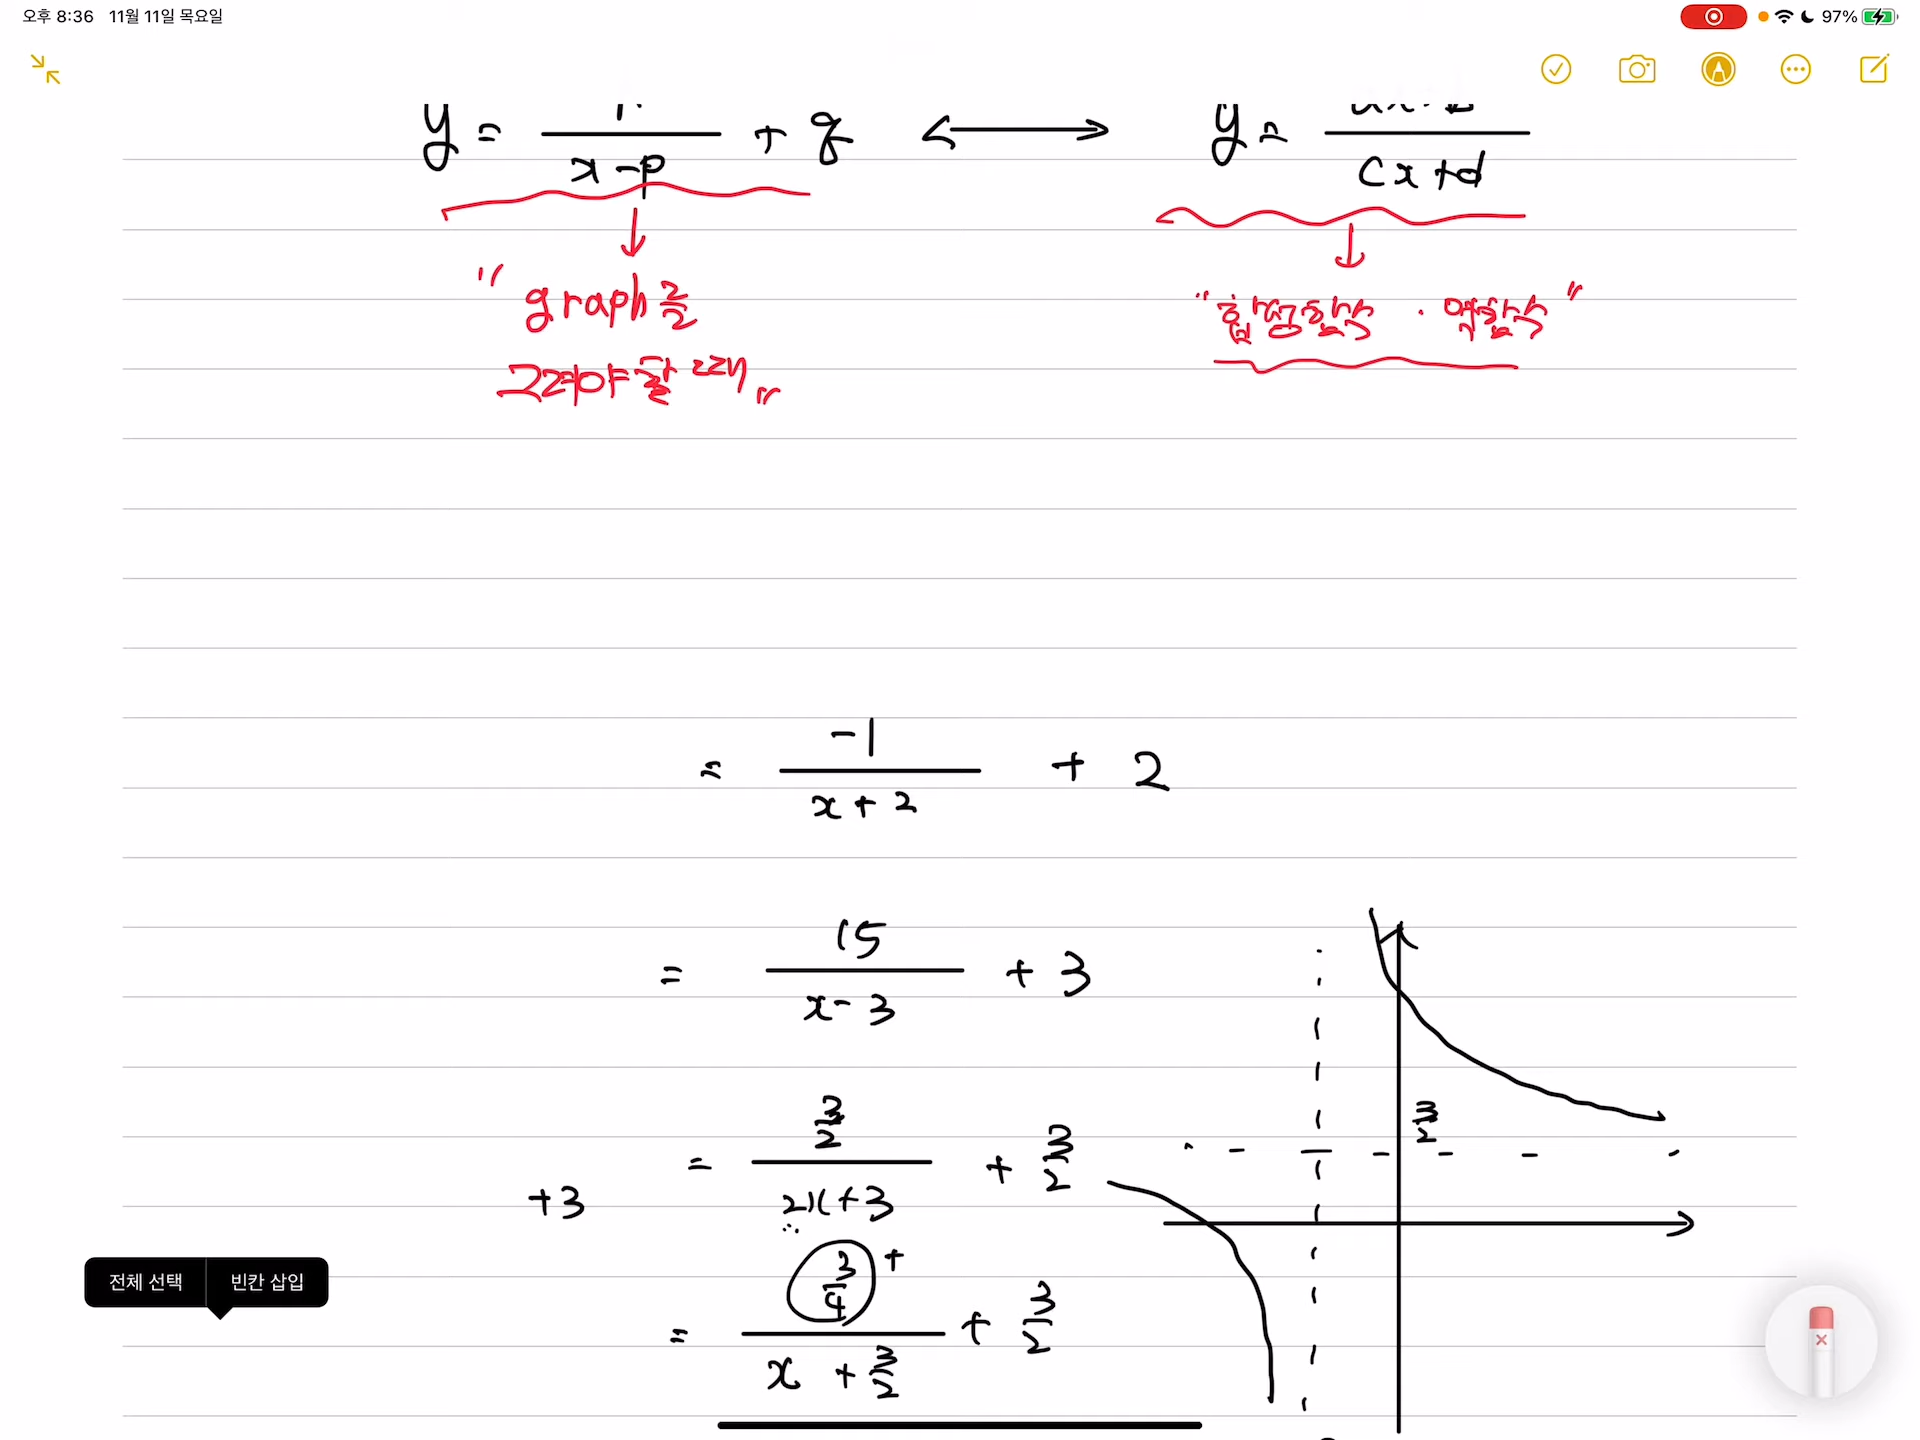 오후 8:36 11월 11일 목요일 97%
y = ── / (x-p) + q ⟷ y = ── / (cx+d)
"graph를 "합성함수 · 역함수"
그려야 할 때"
= -1/(x+2) + 2
= 15/(x-3) + 3
+3 = (3/2)/(2x+3) + 3/2
3/2
= (3/4)/(x + 3/2) + 3/2
+
전체 선택 빈칸 삽입